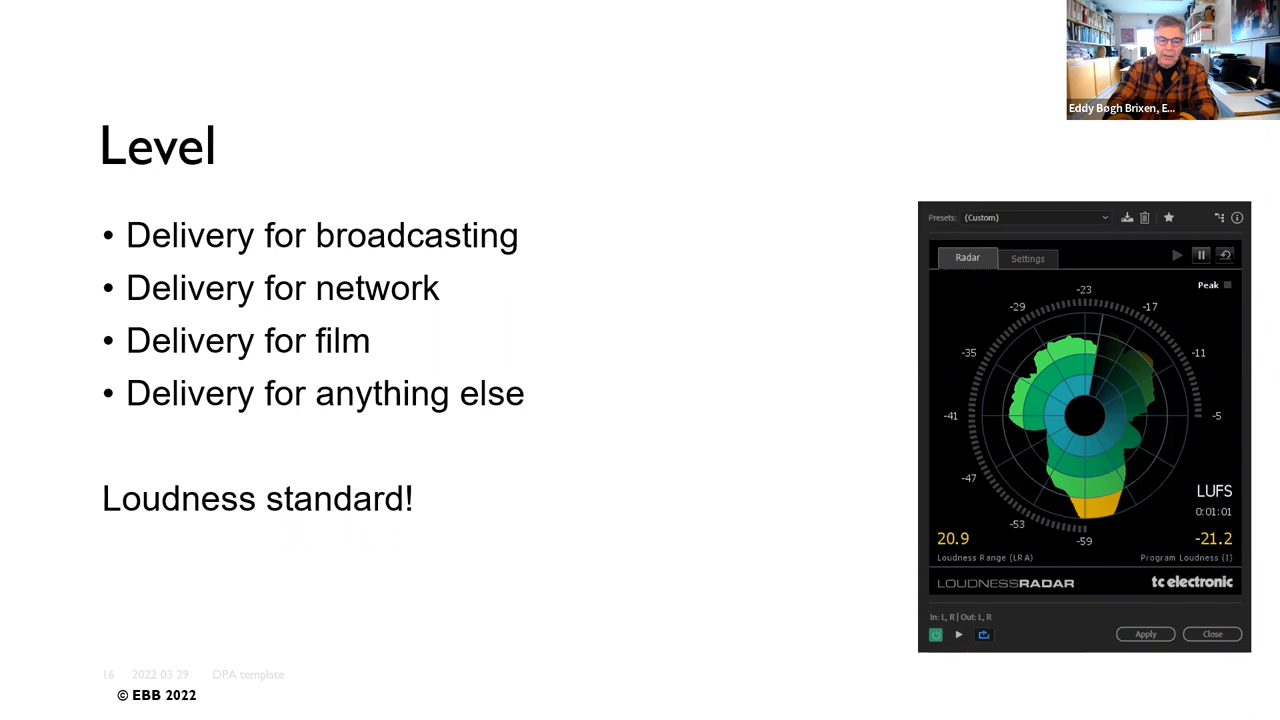 Eddy Bøgh Brixen, E...
Level
• Delivery for broadcasting
• Delivery for network
• Delivery for film
• Delivery for anything else
Loudness standard!
Presets: (Custom)
Radar
Settings
Peak
-23
-29
-17
-35
-11
-41
-5
-47
-53
-59
LUFS
0:01:01
20.9
-21.2
Loudness Range (LRA)
Program Loudness (I)
LOUDNESSRADAR
tc electronic
In: L, R | Out: L, R
Apply
Close
16 2022 03 29 DPA template
© EBB 2022